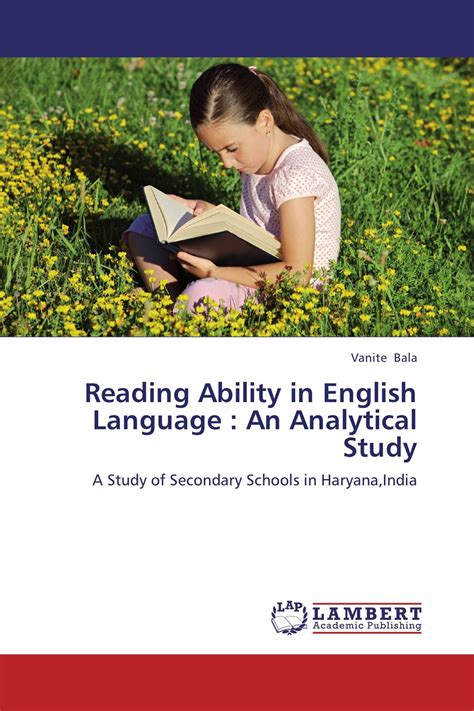 Vanite Bala
Reading Ability in English
Language : An Analytical
Study
A Study of Secondary Schools in Haryana,India
LAP
LAMBERT
Academic Publishing